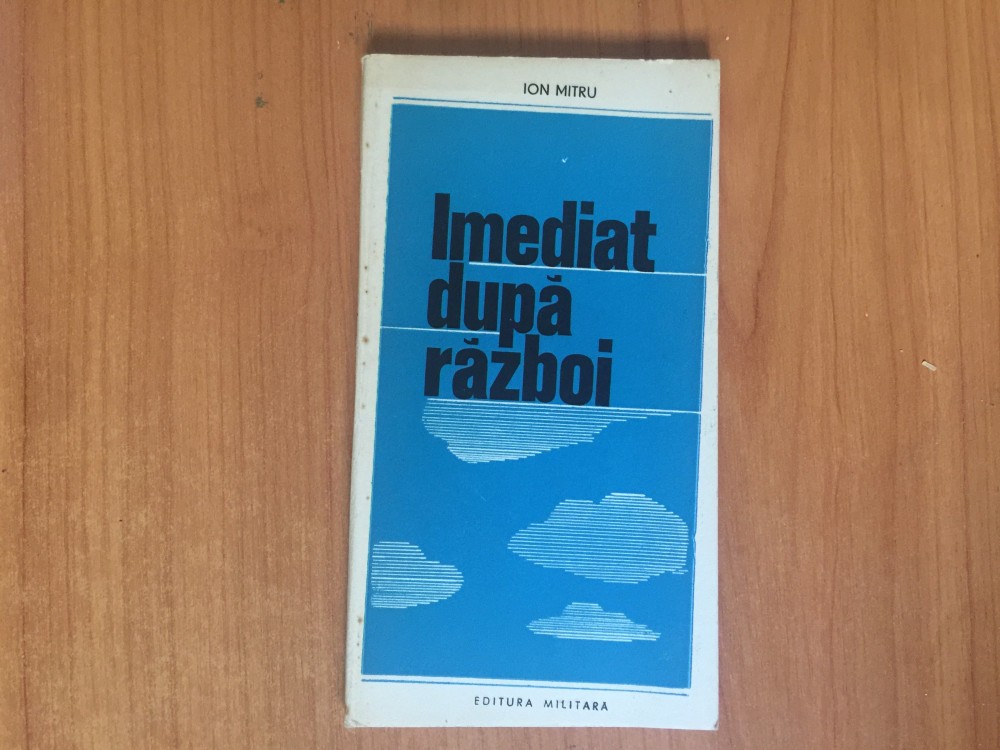 ION MITRU
Imediat
după
război
EDITURA MILITARĂ